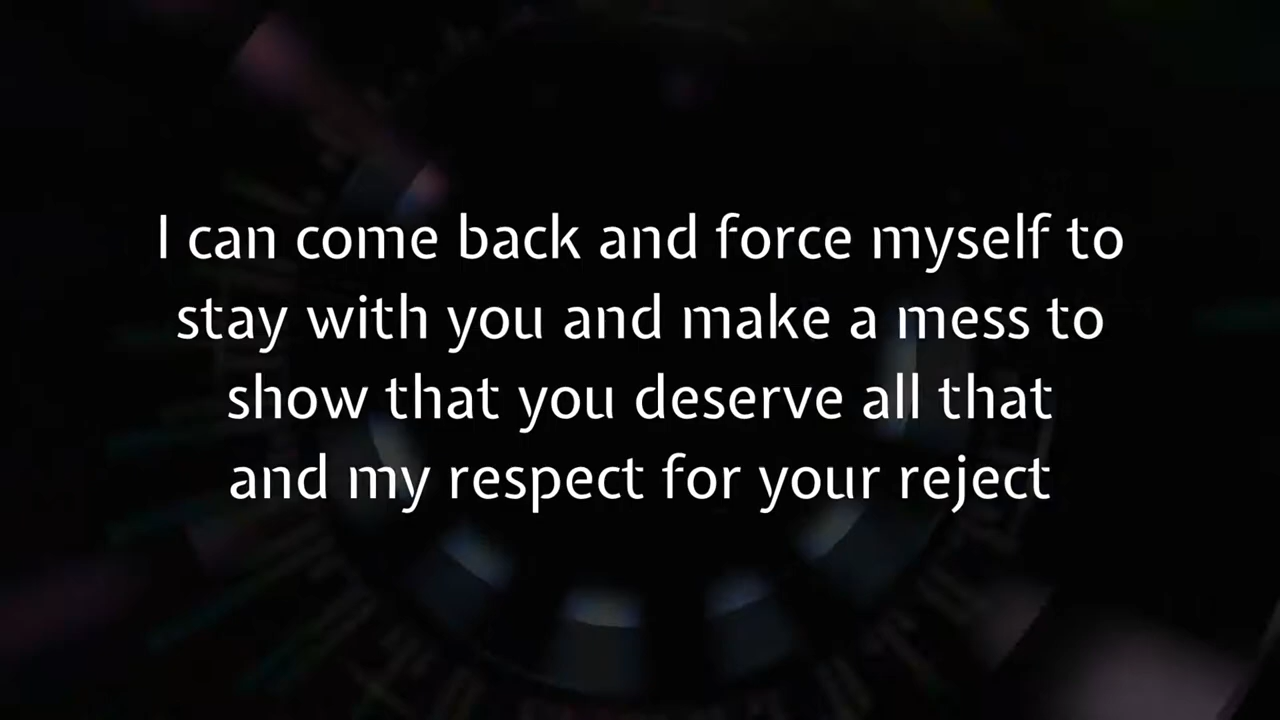 I can come back and force myself to
stay with you and make a mess to
show that you deserve all that
and my respect for your reject